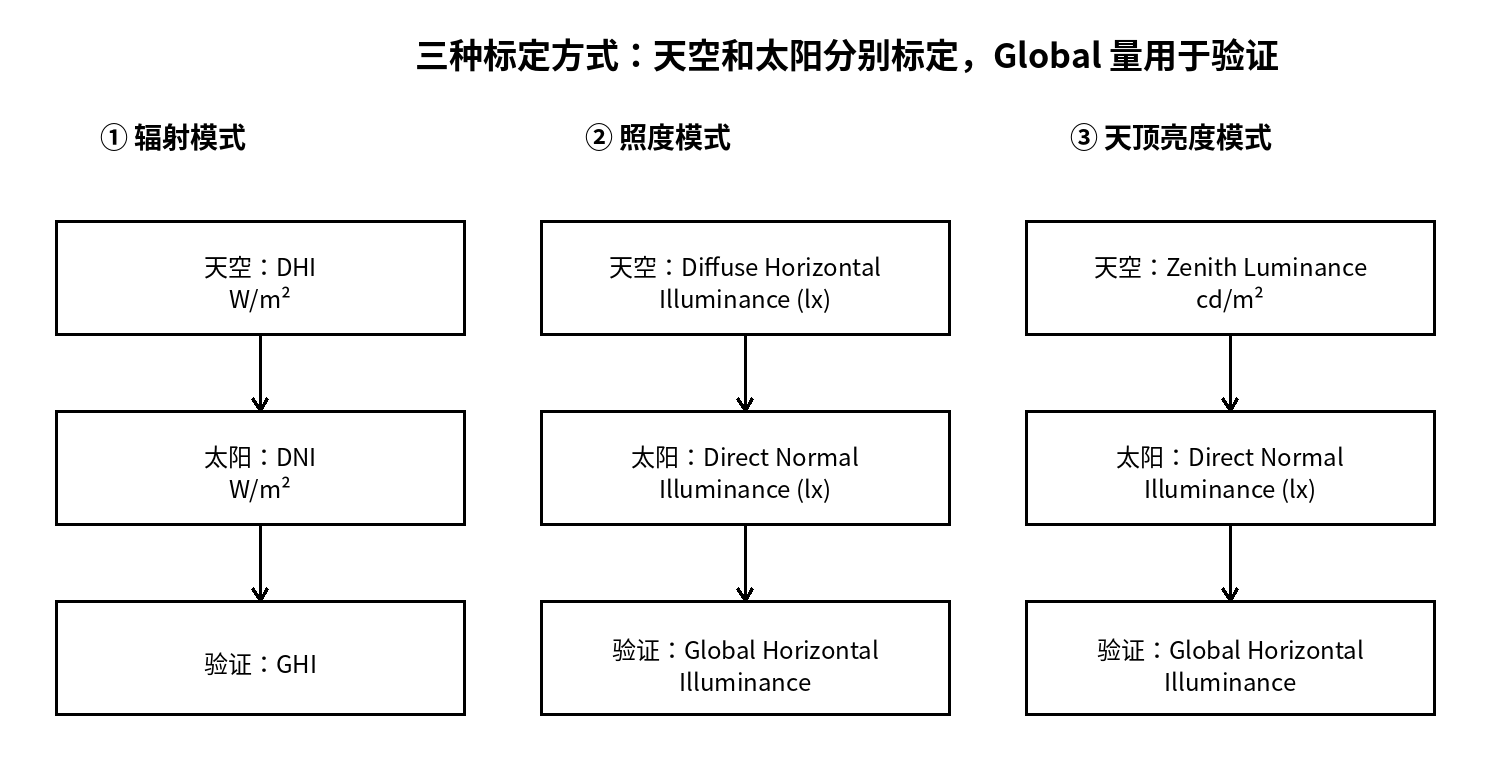 三种标定方式：天空和太阳分别标定，Global 量用于验证
① 辐射模式
天空：DHI
W/m²
太阳：DNI
W/m²
验证：GHI
② 照度模式
天空：Diffuse Horizontal
Illuminance (lx)
太阳：Direct Normal
Illuminance (lx)
验证：Global Horizontal
Illuminance
③ 天顶亮度模式
天空：Zenith Luminance
cd/m²
太阳：Direct Normal
Illuminance (lx)
验证：Global Horizontal
Illuminance